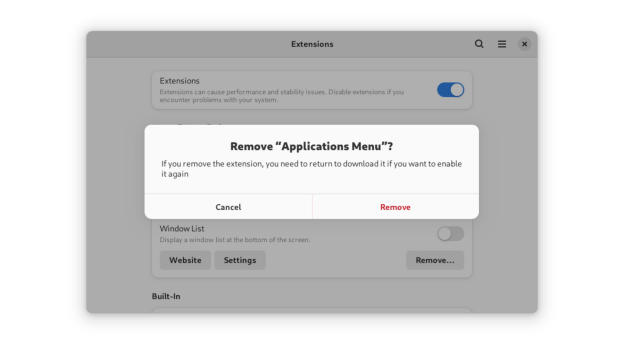 Extensions
Extensions
Extensions can cause performance and stability issues. Disable extensions if you
encounter problems with your system.
Remove “Applications Menu”?
If you remove the extension, you need to return to download it if you want to enable
it again
Cancel Remove
Window List
Display a window list at the bottom of the screen.
Website Settings Remove…
Built-In